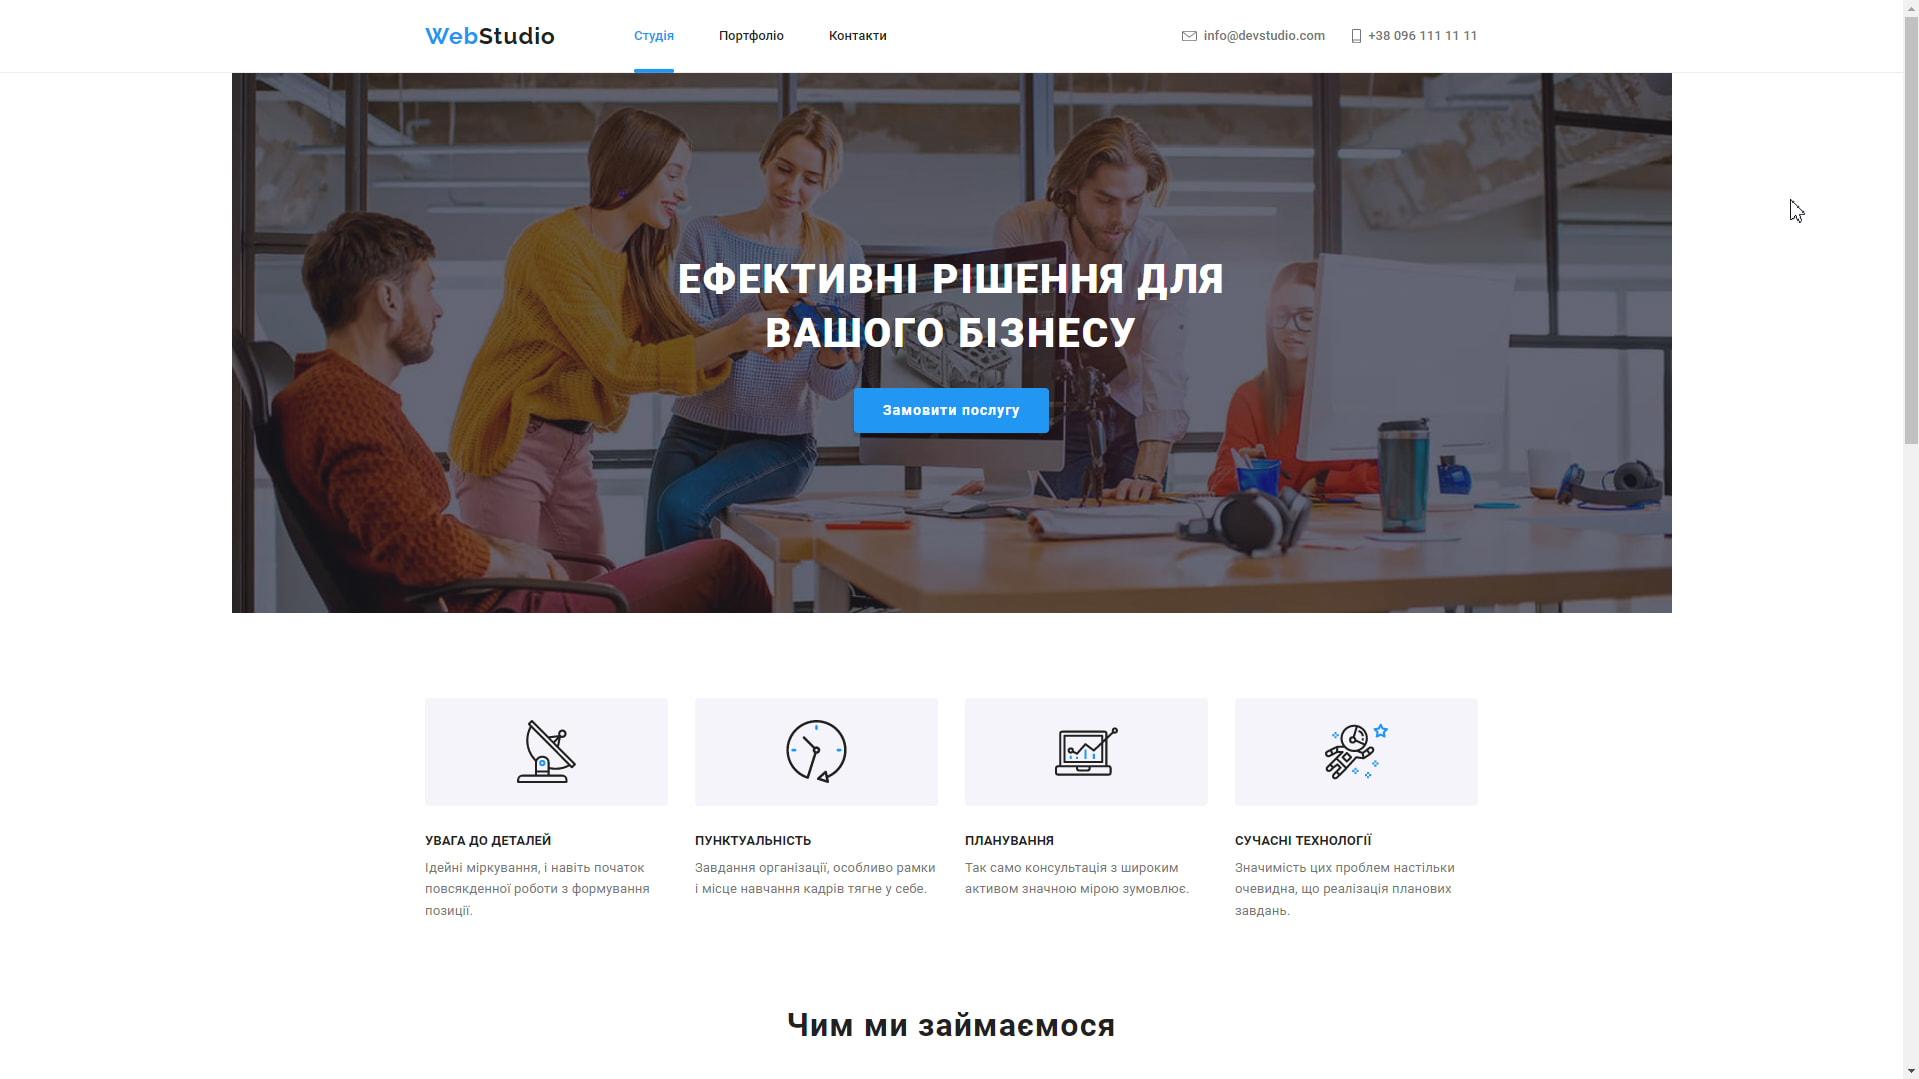 WebStudio
Студія
Портфоліо
Контакти
info@devstudio.com
+38 096 111 11 11
ЕФЕКТИВНІ РІШЕННЯ ДЛЯ
ВАШОГО БІЗНЕСУ
Замовити послугу
УВАГА ДО ДЕТАЛЕЙ
Ідейні міркування, і навіть початок
повсякденної роботи з формування
позиції.
ПУНКТУАЛЬНІСТЬ
Завдання організації, особливо рамки
і місце навчання кадрів тягне у себе.
ПЛАНУВАННЯ
Так само консультація з широким
активом значною мірою зумовлює.
СУЧАСНІ ТЕХНОЛОГІЇ
Значимість цих проблем настільки
очевидна, що реалізація планових
завдань.
Чим ми займаємося